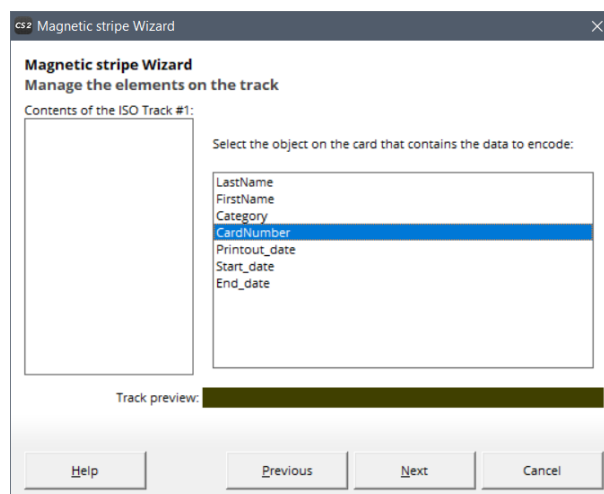 CS2 Magnetic stripe Wizard
Magnetic stripe Wizard
Manage the elements on the track
Contents of the ISO Track #1:
Select the object on the card that contains the data to encode:
LastName
FirstName
Category
CardNumber
Printout_date
Start_date
End_date
Track preview:
Help Previous Next Cancel